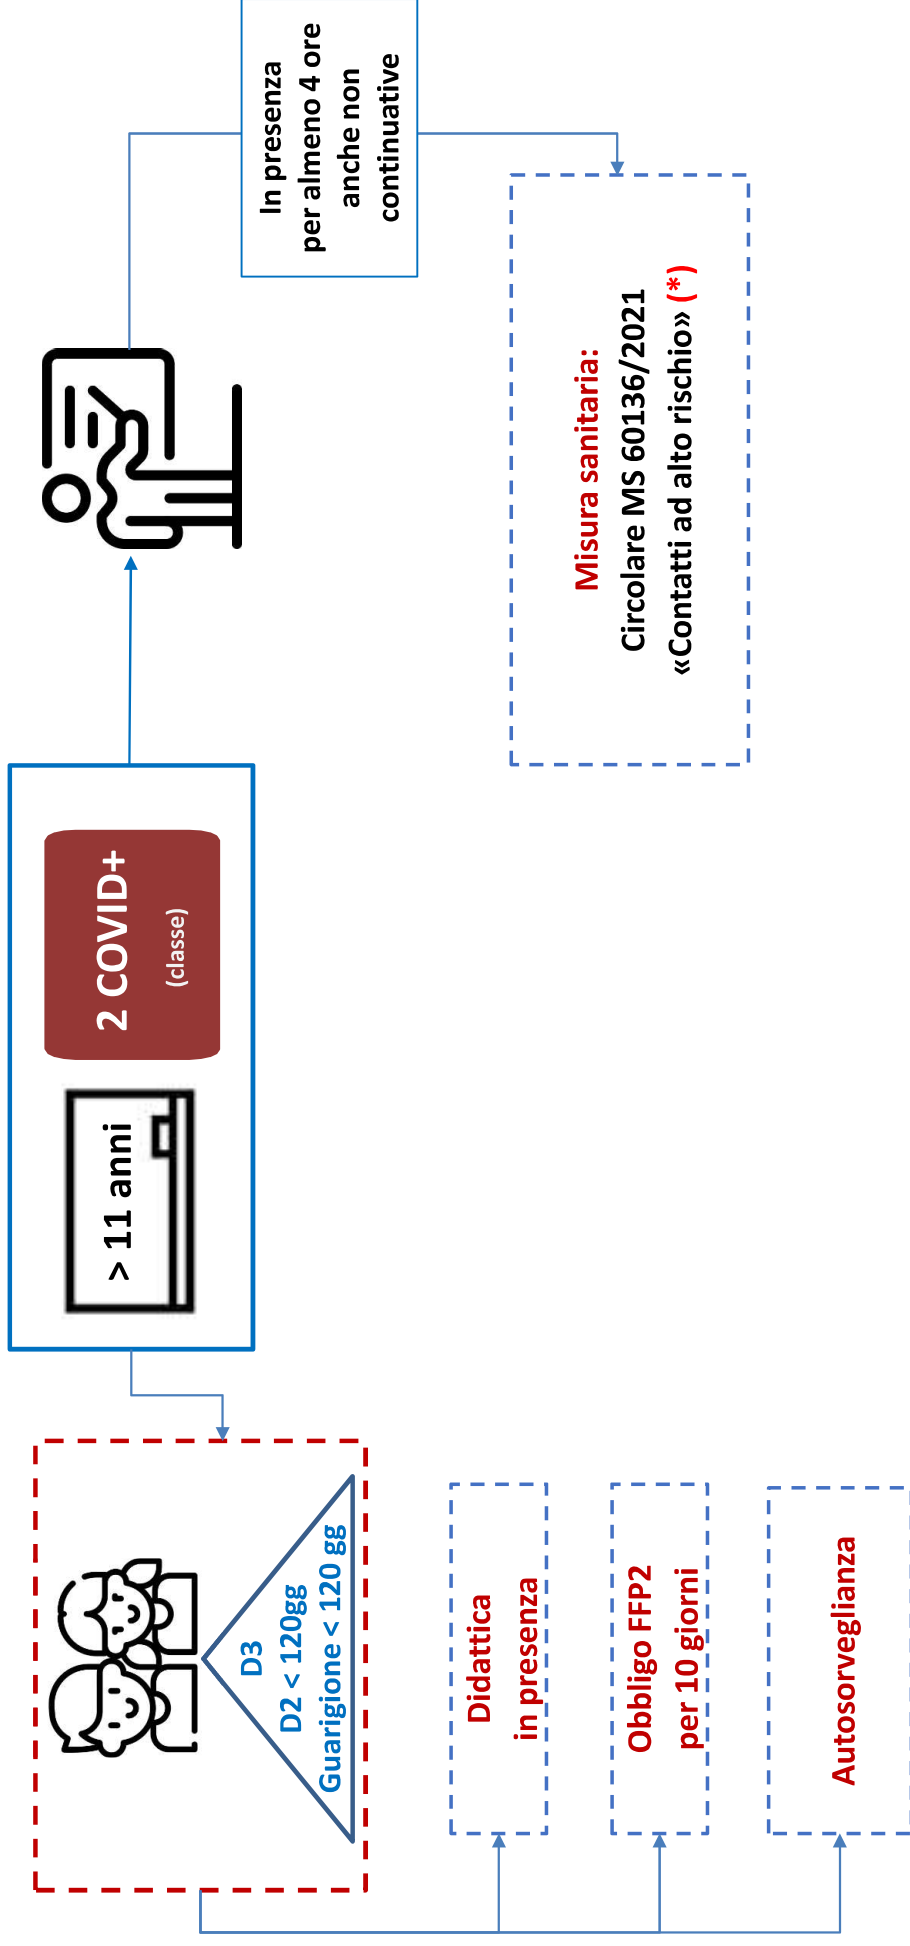 D3
D2 < 120gg
Guarigione < 120 gg
> 11 anni
2 COVID+
(classe)
In presenza
per almeno 4 ore
anche non
continuative
Didattica
in presenza
Obbligo FFP2
per 10 giorni
Autosorveglianza
Misura sanitaria:
Circolare MS 60136/2021
«Contatti ad alto rischio» (*)